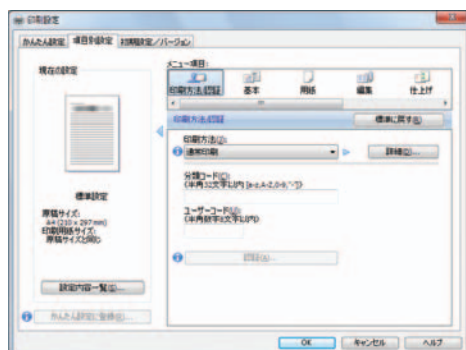 印刷設定
かんたん設定 項目別設定 初期設定／バージョン
現在の設定
メニュー項目:
印刷方法/認証 基本 用紙 編集 仕上げ
印刷方法/認証
標準に戻す(R)
印刷方法(J):
通常印刷
詳細(D)...
分類コード(C):
(半角32文字以内 [a-z,A-Z,0-9,"-"])
ユーザーコード(U):
(半角数字8文字以内)
認証(A)...
標準設定
原稿サイズ:
A4 (210 x 297 mm)
印刷用紙サイズ:
原稿サイズと同じ
設定内容一覧(S)...
かんたん設定に登録(G)...
OK キャンセル ヘルプ